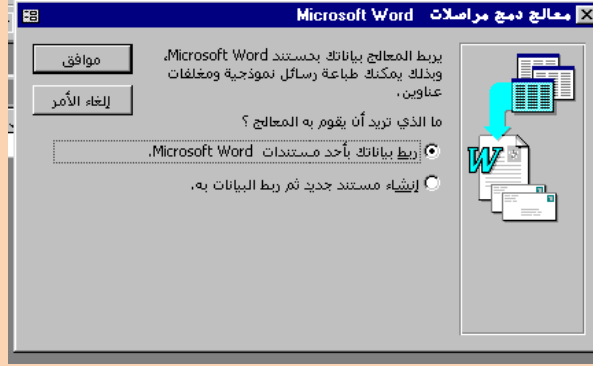 معالج دمج مراسلات Microsoft Word
يربط المعالج بياناتك بمستند Microsoft Word،
وبذلك يمكنك طباعة رسائل نموذجية ومغلفات
عناوين.
ما الذي تريد أن يقوم به المعالج ؟
ربط بياناتك بأحد مستندات Microsoft Word.
إنشاء مستند جديد ثم ربط البيانات به.
موافق
إلغاء الأمر